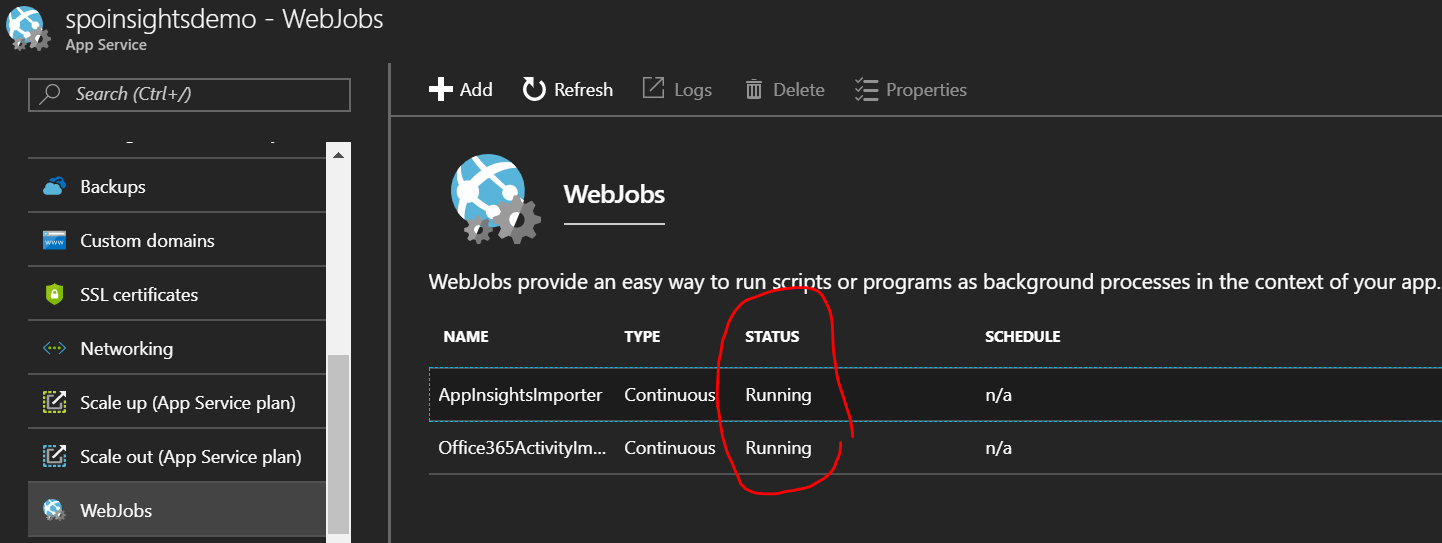 spoinsightsdemo - WebJobs
App Service
Search (Ctrl+/)
Backups
Custom domains
SSL certificates
Networking
Scale up (App Service plan)
Scale out (App Service plan)
WebJobs
Add Refresh Logs Delete Properties
WebJobs
WebJobs provide an easy way to run scripts or programs as background processes in the context of your app.
NAME TYPE STATUS SCHEDULE
AppInsightsImporter Continuous Running n/a
Office365ActivityIm... Continuous Running n/a